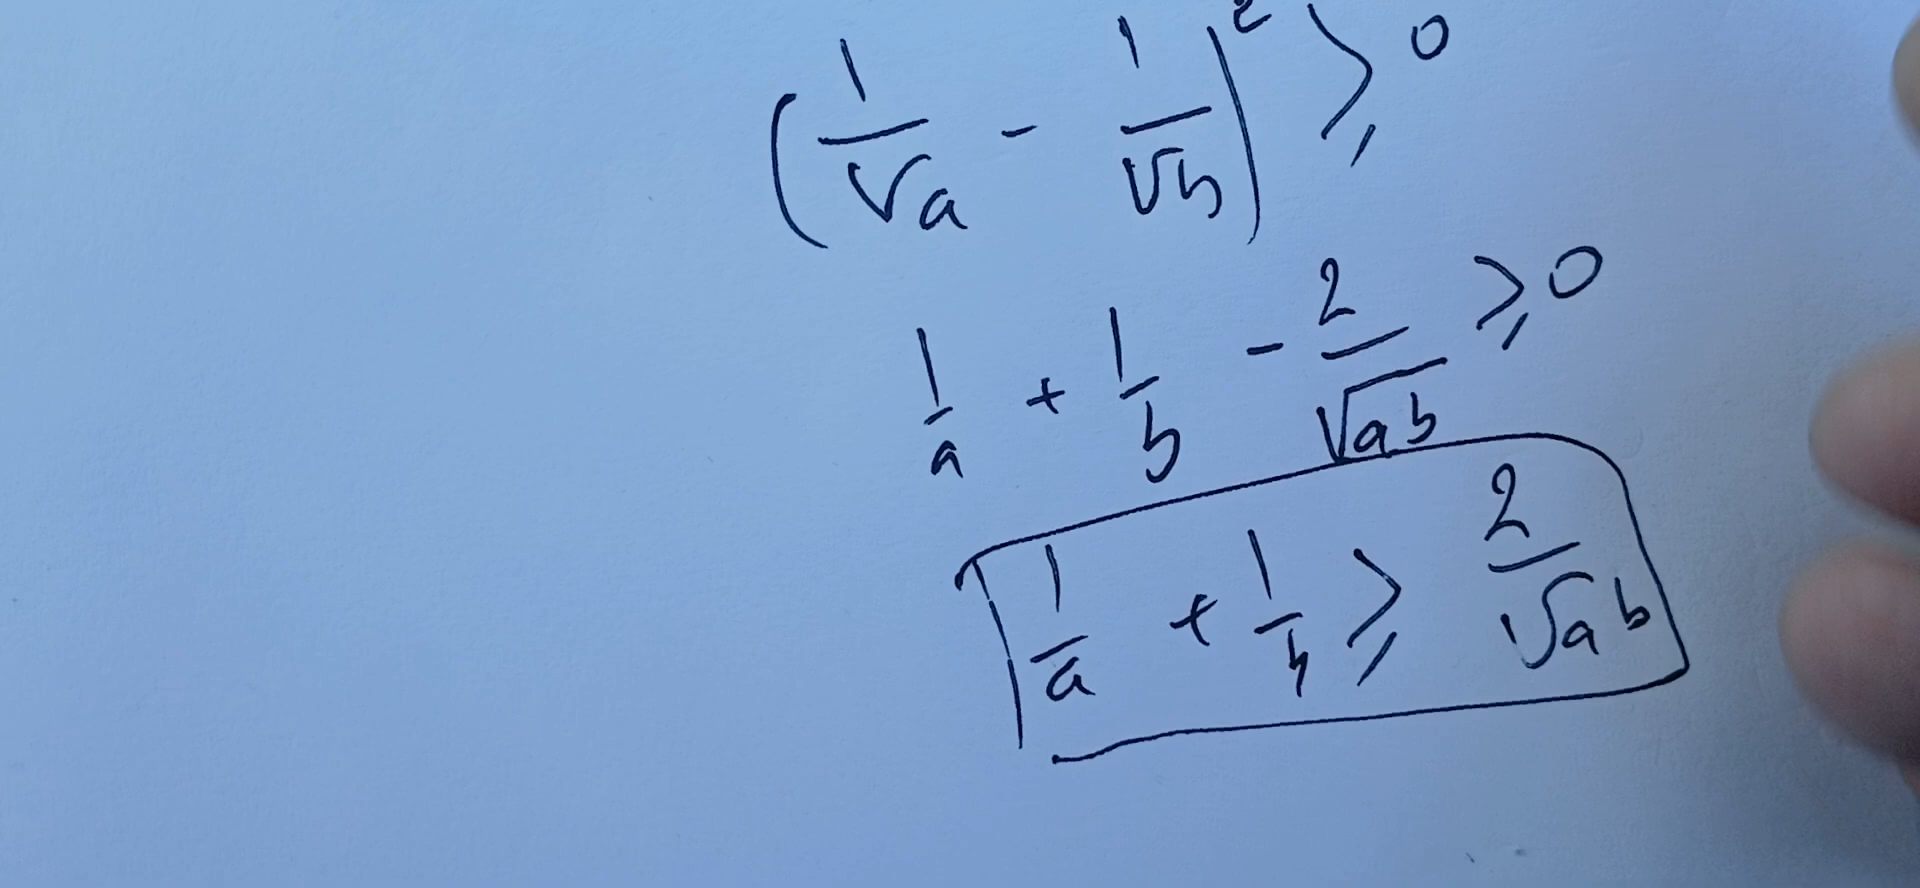 (1/√a - 1/√b)² ⩾ 0
1/a + 1/b - 2/√ab ⩾ 0
1/a + 1/b ⩾ 2/√ab